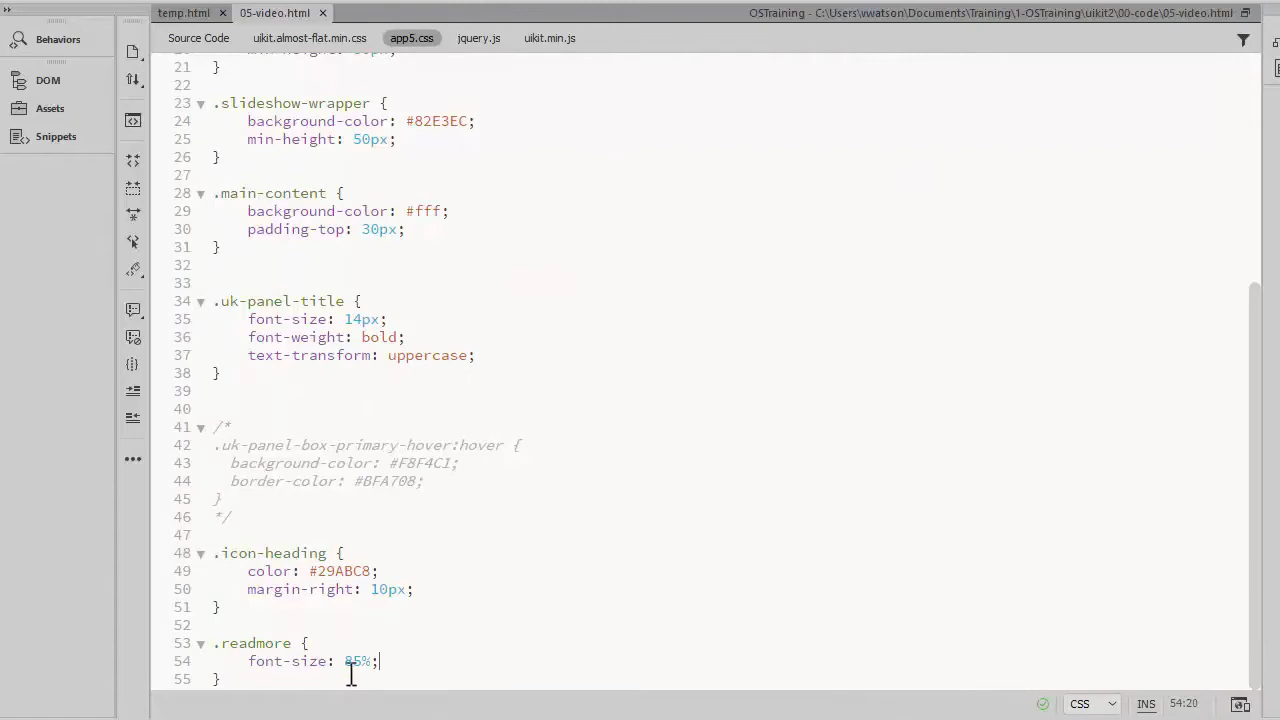 temp.html × 05-video.html × OSTraining - C:\Users\vwatson\Documents\Training\1-OSTraining\uikit2\00-code\05-video.html
Behaviors
DOM
Assets
Snippets
Source Code uikit.almost-flat.min.css app5.css jquery.js uikit.min.js
21 }
22
23 .slideshow-wrapper {
24 background-color: #82E3EC;
25 min-height: 50px;
26 }
27
28 .main-content {
29 background-color: #fff;
30 padding-top: 30px;
31 }
32
33
34 .uk-panel-title {
35 font-size: 14px;
36 font-weight: bold;
37 text-transform: uppercase;
38 }
39
40
41 /*
42 .uk-panel-box-primary-hover:hover {
43 background-color: #F8F4C1;
44 border-color: #BFA708;
45 }
46 */
47
48 .icon-heading {
49 color: #29ABC8;
50 margin-right: 10px;
51 }
52
53 .readmore {
54 font-size: 85%;
55 }
CSS INS 54:20